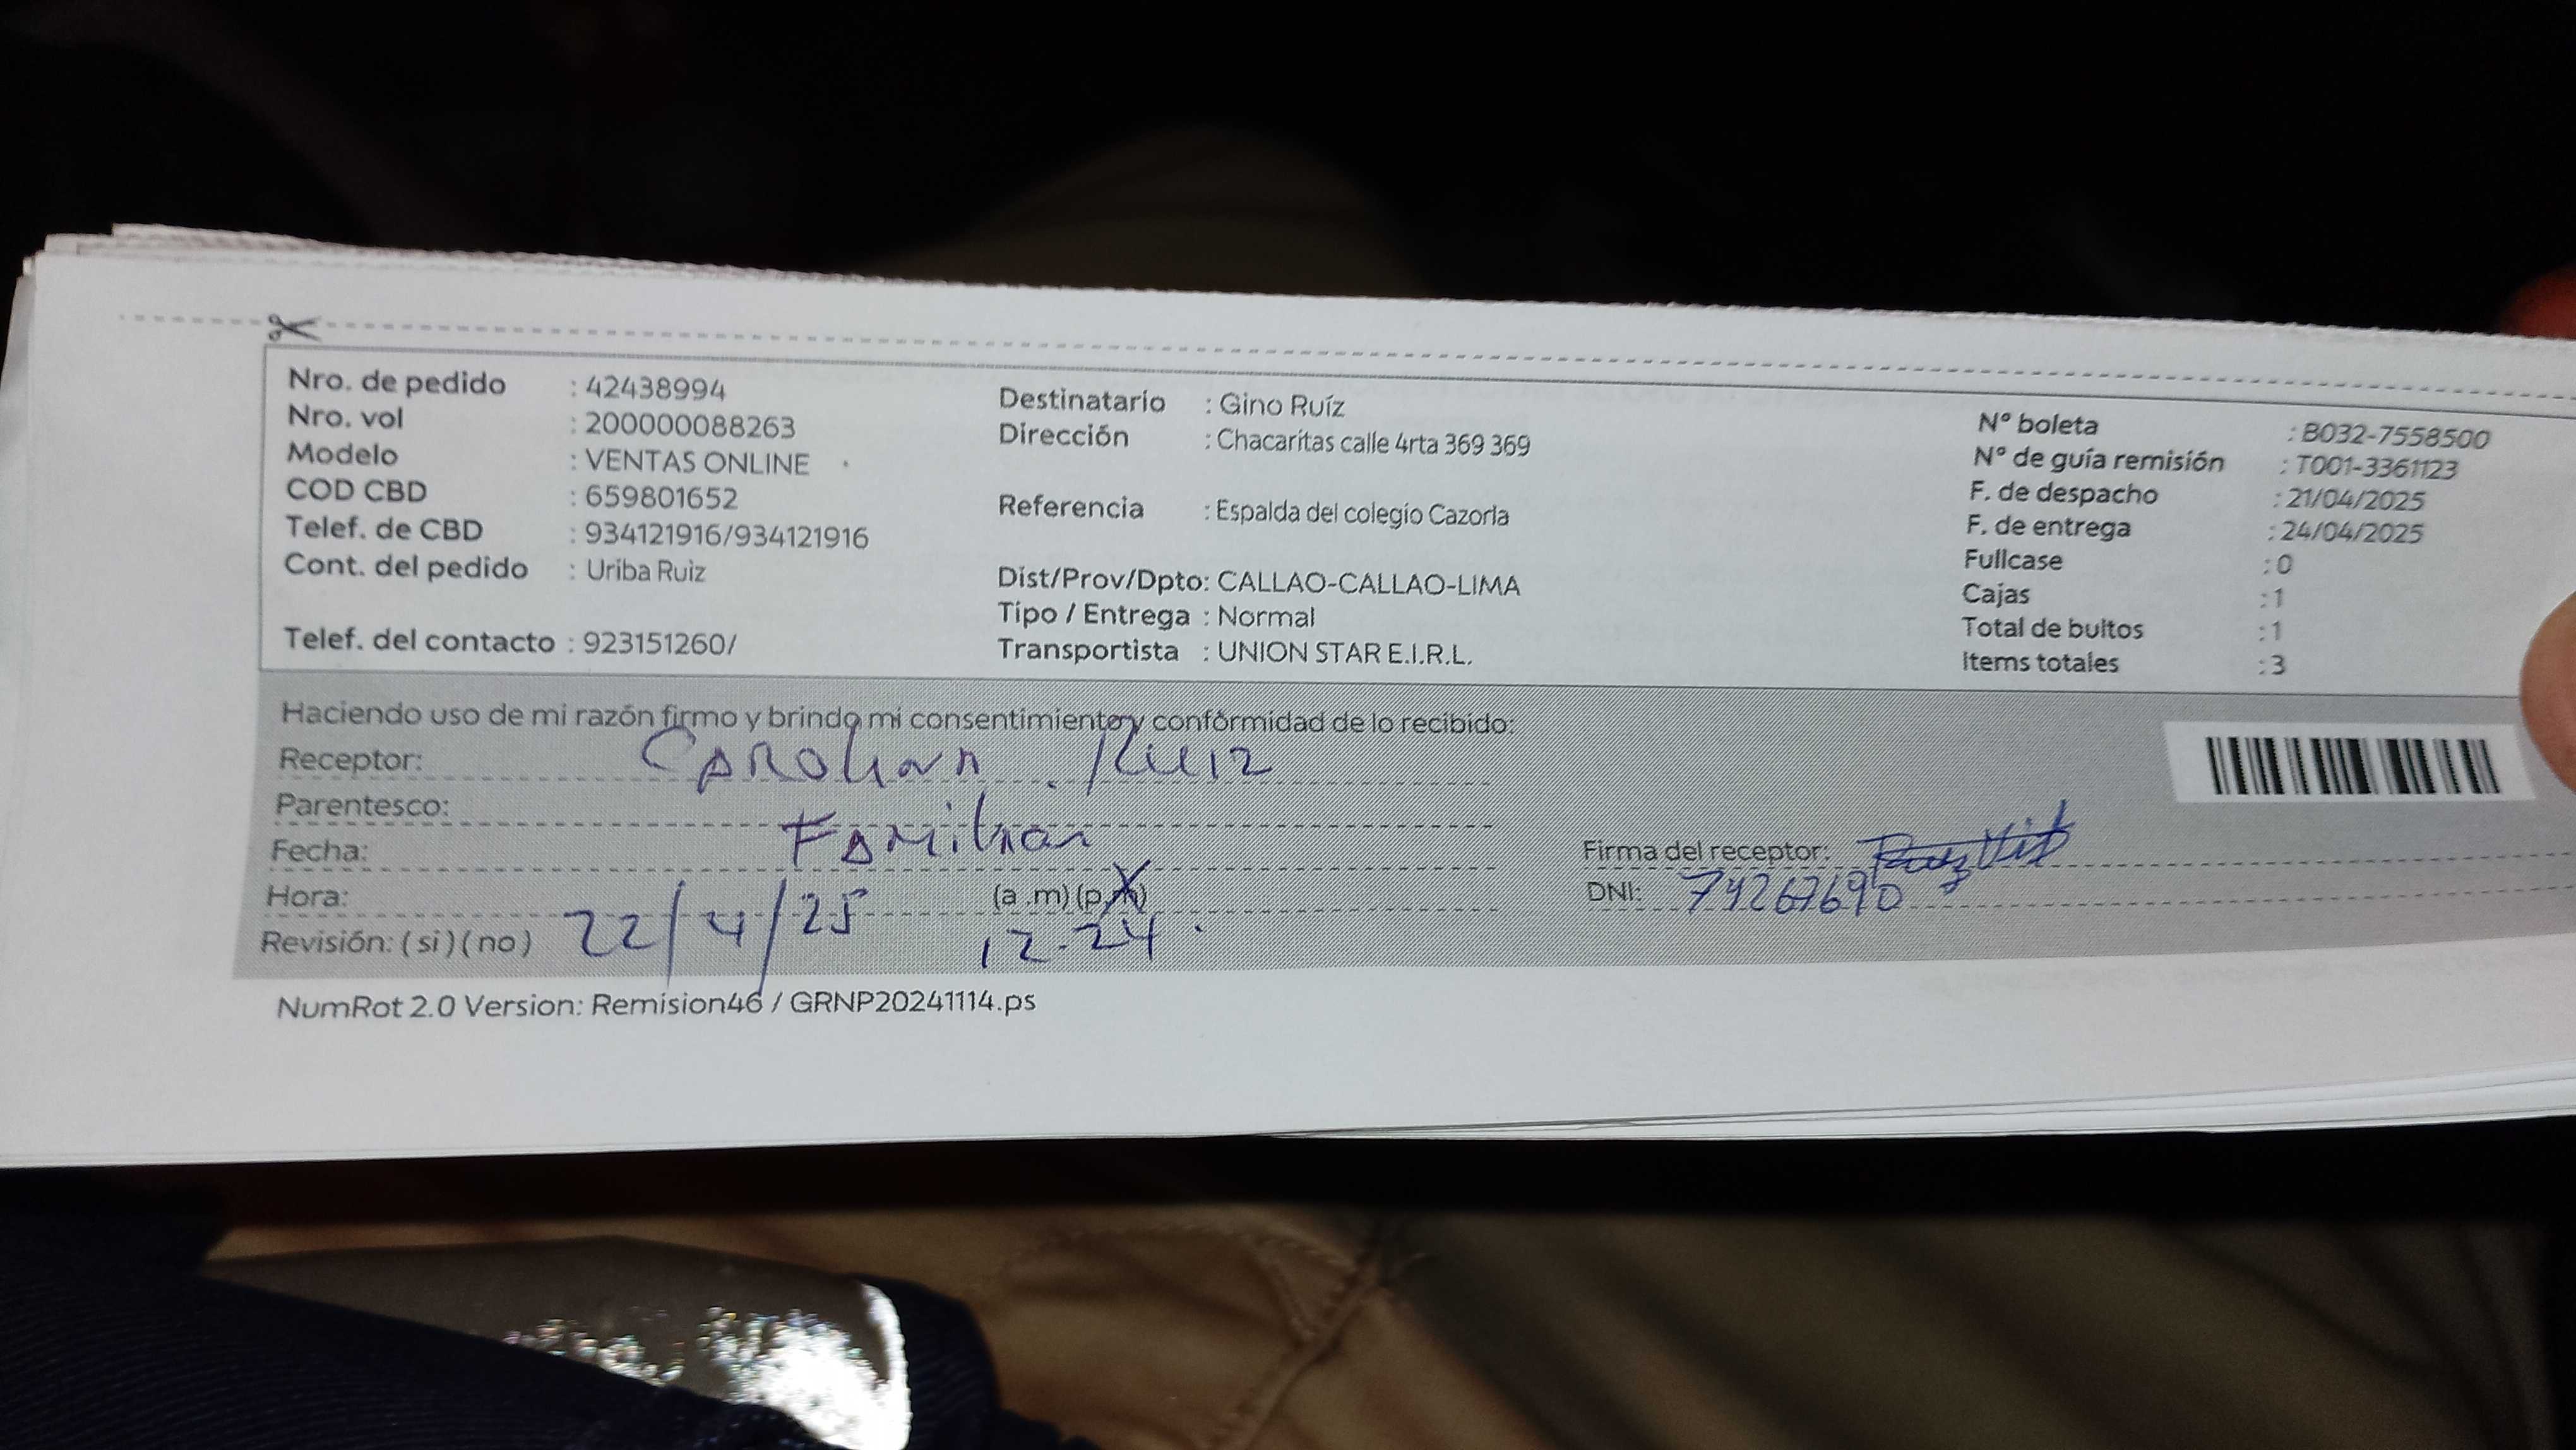 Nro. de pedido : 42438994
Nro. vol : 200000088263
Modelo : VENTAS ONLINE
COD CBD : 659801652
Telef. de CBD : 934121916/934121916
Cont. del pedido : Uriba Ruiz
Telef. del contacto : 923151260/
Destinatario : Gino Ruíz
Dirección : Chacaritas calle 4rta 369 369
Referencia : Espalda del colegio Cazorla
Dist/Prov/Dpto: CALLAO-CALLAO-LIMA
Tipo / Entrega : Normal
Transportista : UNION STAR E.I.R.L.
N° boleta : B032-7558500
N° de guía remisión : T001-3361123
F. de despacho : 21/04/2025
F. de entrega : 24/04/2025
Fullcase : 0
Cajas : 1
Total de bultos : 1
Items totales : 3
Haciendo uso de mi razón firmo y brindo mi consentimiento y conformidad de lo recibido:
Receptor: Ruiz
Parentesco: Familiar
Fecha:
Hora: 22/4/25 (a .m) (p.m)
Revisión: ( si ) ( no ) 12-24
Firma del receptor:
DNI: 74267690
NumRot 2.0 Version: Remision46 / GRNP20241114.ps